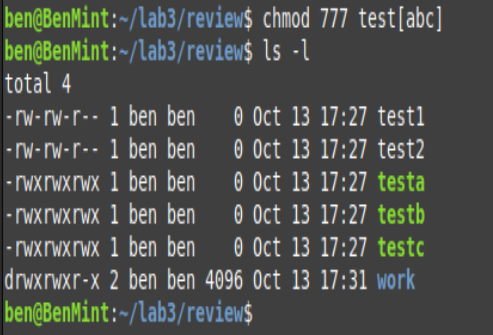 ben@BenMint:~/lab3/review$ chmod 777 test[abc]
ben@BenMint:~/lab3/review$ ls -l
total 4
-rw-rw-r-- 1 ben ben    0 Oct 13 17:27 test1
-rw-rw-r-- 1 ben ben    0 Oct 13 17:27 test2
-rwxrwxrwx 1 ben ben    0 Oct 13 17:27 testa
-rwxrwxrwx 1 ben ben    0 Oct 13 17:27 testb
-rwxrwxrwx 1 ben ben    0 Oct 13 17:27 testc
drwxrwxr-x 2 ben ben 4096 Oct 13 17:31 work
ben@BenMint:~/lab3/review$